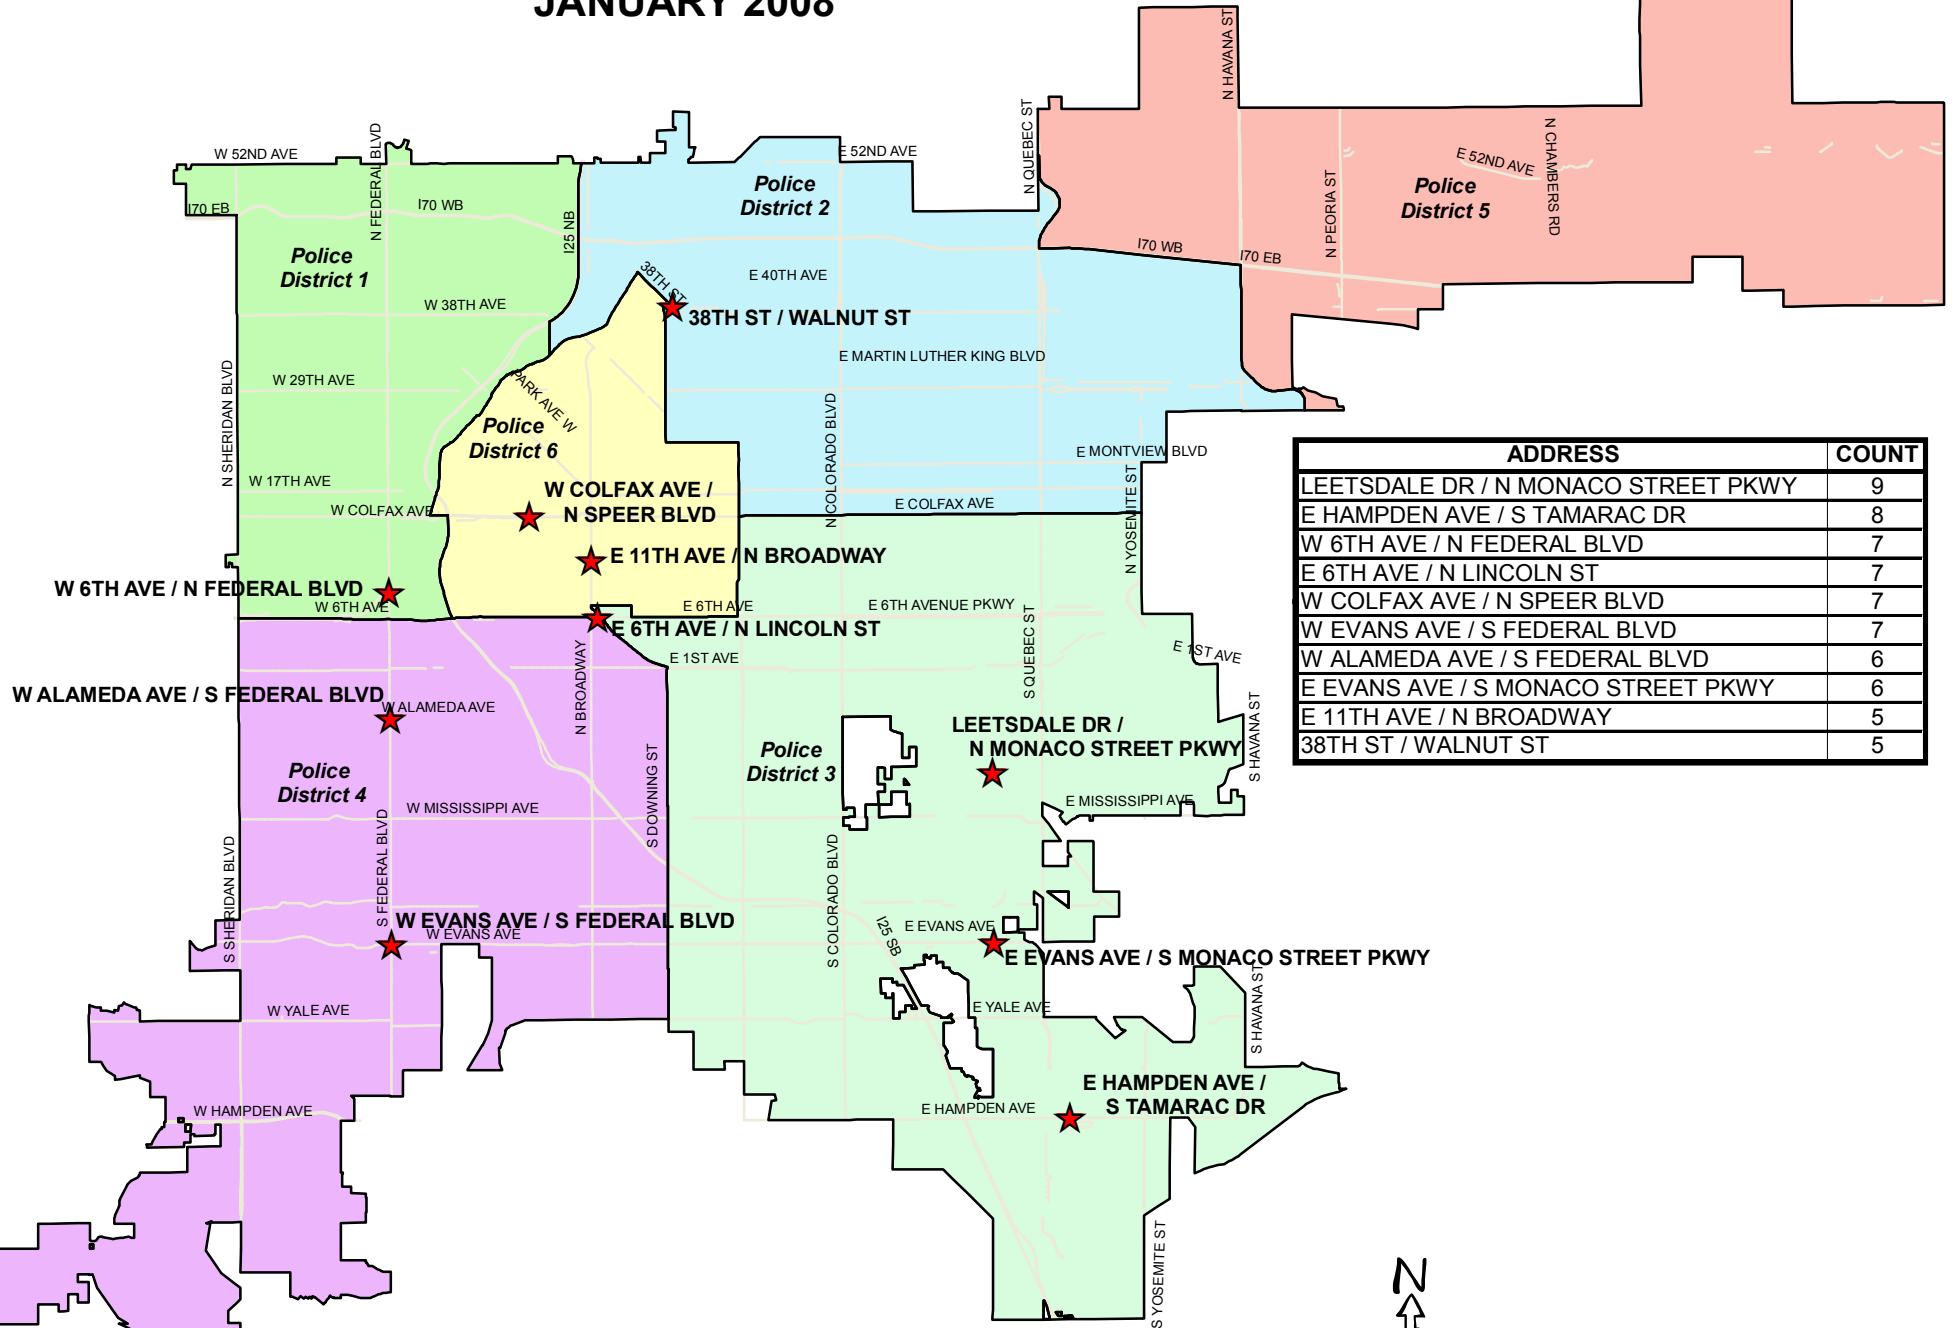 JANUARY 2008
N HAVANA ST
N QUEBEC ST
N CHAMBERS RD
N PEORIA ST
E 52ND AVE
Police
District 5
I70 WB
I70 EB
W 52ND AVE
N FEDERAL BLVD
E 52ND AVE
Police
District 2
I70 EB
I70 WB
I25 NB
Police
District 1
38TH ST
E 40TH AVE
W 38TH AVE
38TH ST / WALNUT ST
E MARTIN LUTHER KING BLVD
N SHERIDAN BLVD
W 29TH AVE
PARK AVE W
N COLORADO BLVD
Police
District 6
E MONTVIEW BLVD
N YOSEMITE ST
W 17TH AVE
W COLFAX AVE /
N SPEER BLVD
W COLFAX AVE
E COLFAX AVE
E 11TH AVE / N BROADWAY
W 6TH AVE / N FEDERAL BLVD
W 6TH AVE
E 6TH AVE
E 6TH AVENUE PKWY
E 6TH AVE / N LINCOLN ST
E 1ST AVE
E 1ST AVE
S QUEBEC ST
N BROADWAY
W ALAMEDA AVE / S FEDERAL BLVD
W ALAMEDA AVE
S HAVANA ST
LEETSDALE DR /
N MONACO STREET PKWY
Police
District 3
Police
District 4
S DOWNING ST
W MISSISSIPPI AVE
E MISSISSIPPI AVE
S FEDERAL BLVD
S SHERIDAN BLVD
S COLORADO BLVD
W EVANS AVE / S FEDERAL BLVD
W EVANS AVE
I25 SB
E EVANS AVE
E EVANS AVE / S MONACO STREET PKWY
S HAVANA ST
W YALE AVE
E YALE AVE
E HAMPDEN AVE /
S TAMARAC DR
W HAMPDEN AVE
E HAMPDEN AVE
S YOSEMITE ST
ADDRESS COUNT
LEETSDALE DR / N MONACO STREET PKWY 9
E HAMPDEN AVE / S TAMARAC DR 8
W 6TH AVE / N FEDERAL BLVD 7
E 6TH AVE / N LINCOLN ST 7
W COLFAX AVE / N SPEER BLVD 7
W EVANS AVE / S FEDERAL BLVD 7
W ALAMEDA AVE / S FEDERAL BLVD 6
E EVANS AVE / S MONACO STREET PKWY 6
E 11TH AVE / N BROADWAY 5
38TH ST / WALNUT ST 5
N